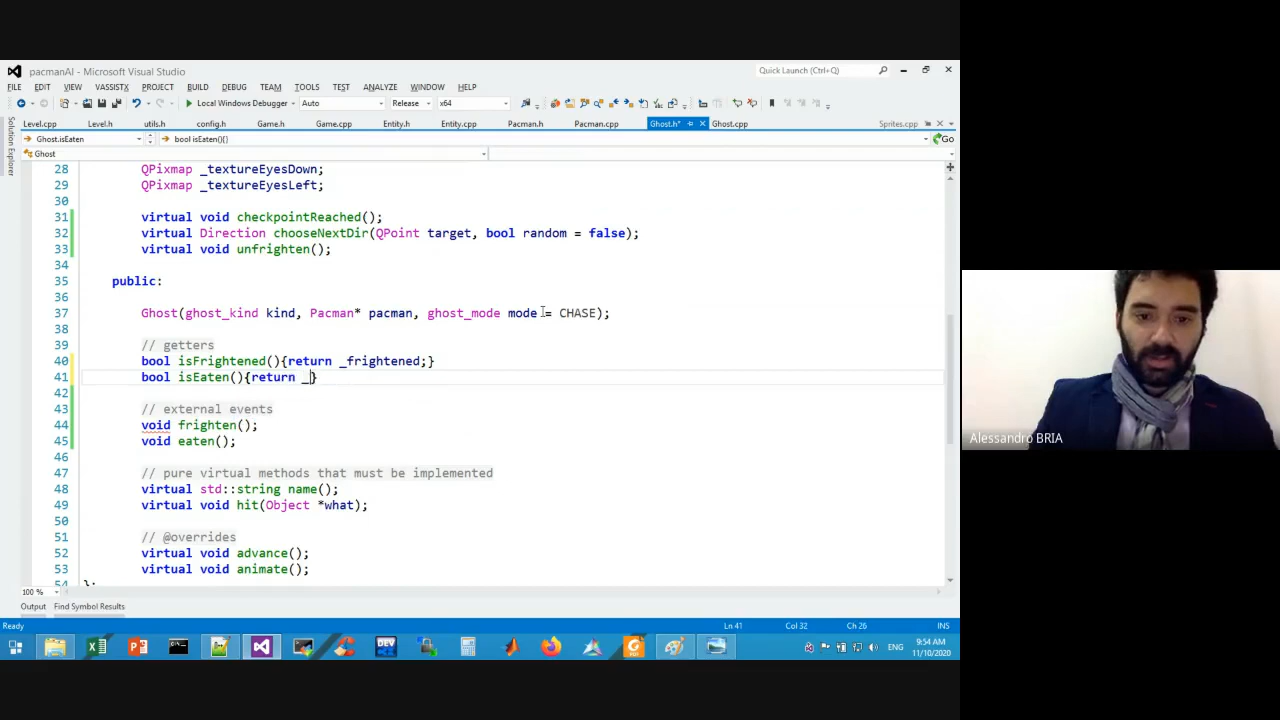 pacmanAI - Microsoft Visual Studio
Quick Launch (Ctrl+Q)
FILE EDIT VIEW VASSISTX PROJECT BUILD DEBUG TEAM TOOLS TEST ANALYZE WINDOW HELP
Local Windows Debugger Auto Release x64
Level.cpp Level.h utils.h config.h Game.h Game.cpp Entity.h Entity.cpp Pacman.h Pacman.cpp Ghost.h* Ghost.cpp Sprites.cpp
Ghost.isEaten bool isEaten(){} Go
Ghost
Solution Explorer
28 QPixmap _textureEyesDown;
29 QPixmap _textureEyesLeft;
30
31 virtual void checkpointReached();
32 virtual Direction chooseNextDir(QPoint target, bool random = false);
33 virtual void unfrighten();
34
35 public:
36
37 Ghost(ghost_kind kind, Pacman* pacman, ghost_mode mode = CHASE);
38
39 // getters
40 bool isFrightened(){return _frightened;}
41 bool isEaten(){return _}
42
43 // external events
44 void frighten();
45 void eaten();
46
47 // pure virtual methods that must be implemented
48 virtual std::string name();
49 virtual void hit(Object *what);
50
51 // @overrides
52 virtual void advance();
53 virtual void animate();
54 };
100 %
Output Find Symbol Results
Ready Ln 41 Col 32 Ch 26 INS
ENG
9:54 AM
11/10/2020
Alessandro BRIA